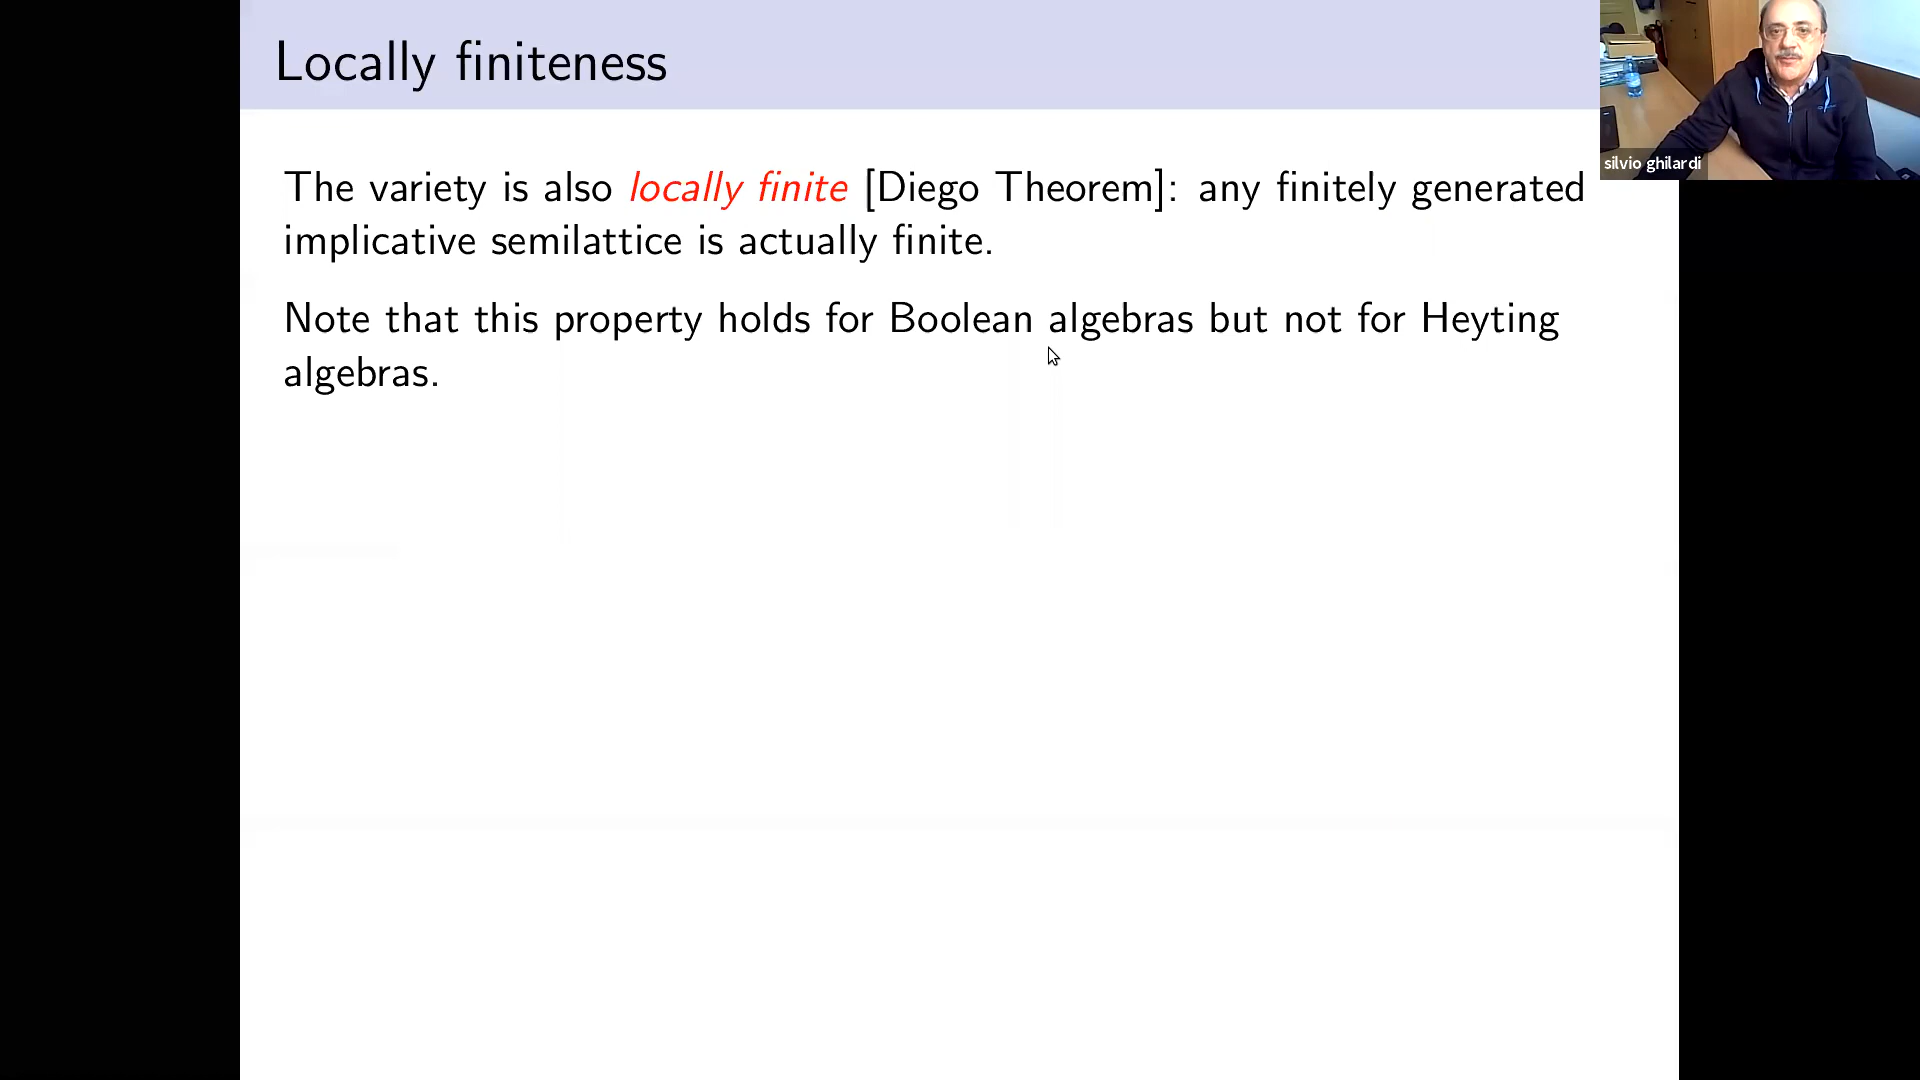 Locally finiteness
silvio ghilardi
The variety is also locally finite [Diego Theorem]: any finitely generated
implicative semilattice is actually finite.
Note that this property holds for Boolean algebras but not for Heyting
algebras.